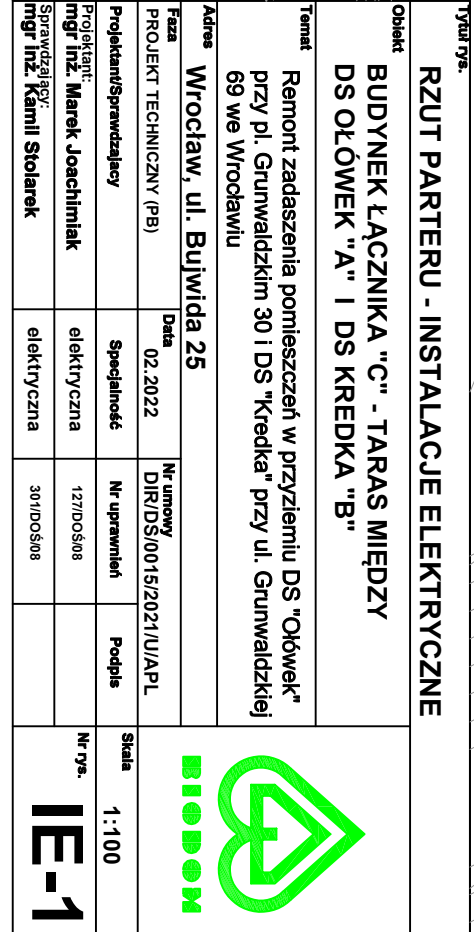 Tytuł rys.
RZUT PARTERU - INSTALACJE ELEKTRYCZNE
Obiekt
BUDYNEK ŁĄCZNIKA "C" - TARAS MIĘDZY
DS OŁÓWEK "A" I DS KREDKA "B"
Temat
Remont zadaszenia pomieszczeń w przyziemiu DS "Ołówek"
przy pl. Grunwaldzkim 30 i DS "Kredka" przy ul. Grunwaldzkiej
69 we Wrocławiu
Adres
Wrocław, ul. Bujwida 25
BIODOM
Faza
PROJEKT TECHNICZNY (PB)
Data
02.2022
Nr umowy
DIR/DS/0015/2021/U/APL
Projektant/Sprawdzający
Specjalność
Nr uprawnień
Podpis
Skala
1:100
Projektant:
mgr inż. Marek Joachimiak
elektryczna
127/DOŚ/08
Sprawdzający:
mgr inż. Kamil Stolarek
elektryczna
301/DOŚ/08
Nr rys.
IE-1